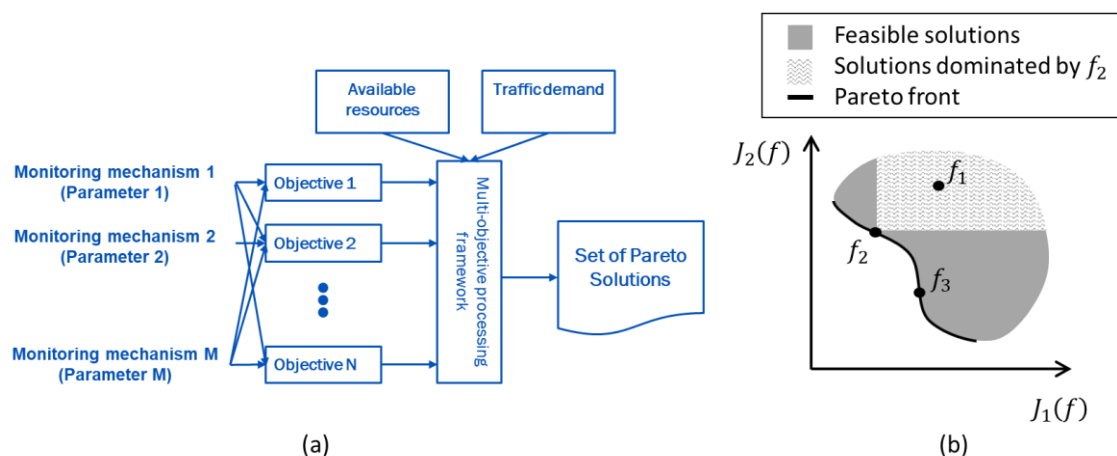 Available
resources
Traffic demand
Monitoring mechanism 1
(Parameter 1)
Monitoring mechanism 2
(Parameter 2)
Monitoring mechanism M
(Parameter M)
Objective 1
Objective 2
Objective N
Multi-objective processing
framework
Set of Pareto
Solutions
(a)
Feasible solutions
Solutions dominated by f₂
Pareto front
J₂(f)
f₁
f₂
f₃
J₁(f)
(b)